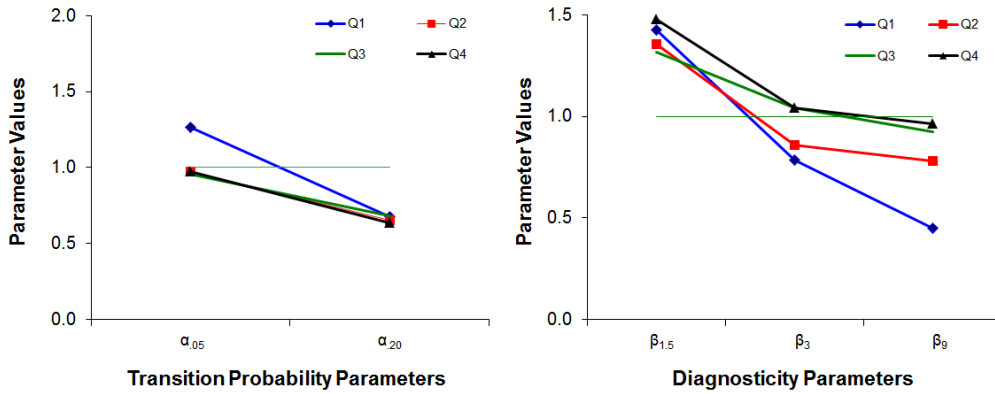 2.0
1.5
1.0
0.5
0.0
Parameter Values
Q1 Q2
Q3 Q4
α.05 α.20
Transition Probability Parameters
1.5
1.0
0.5
0.0
Parameter Values
Q1 Q2
Q3 Q4
β1.5 β3 β9
Diagnosticity Parameters